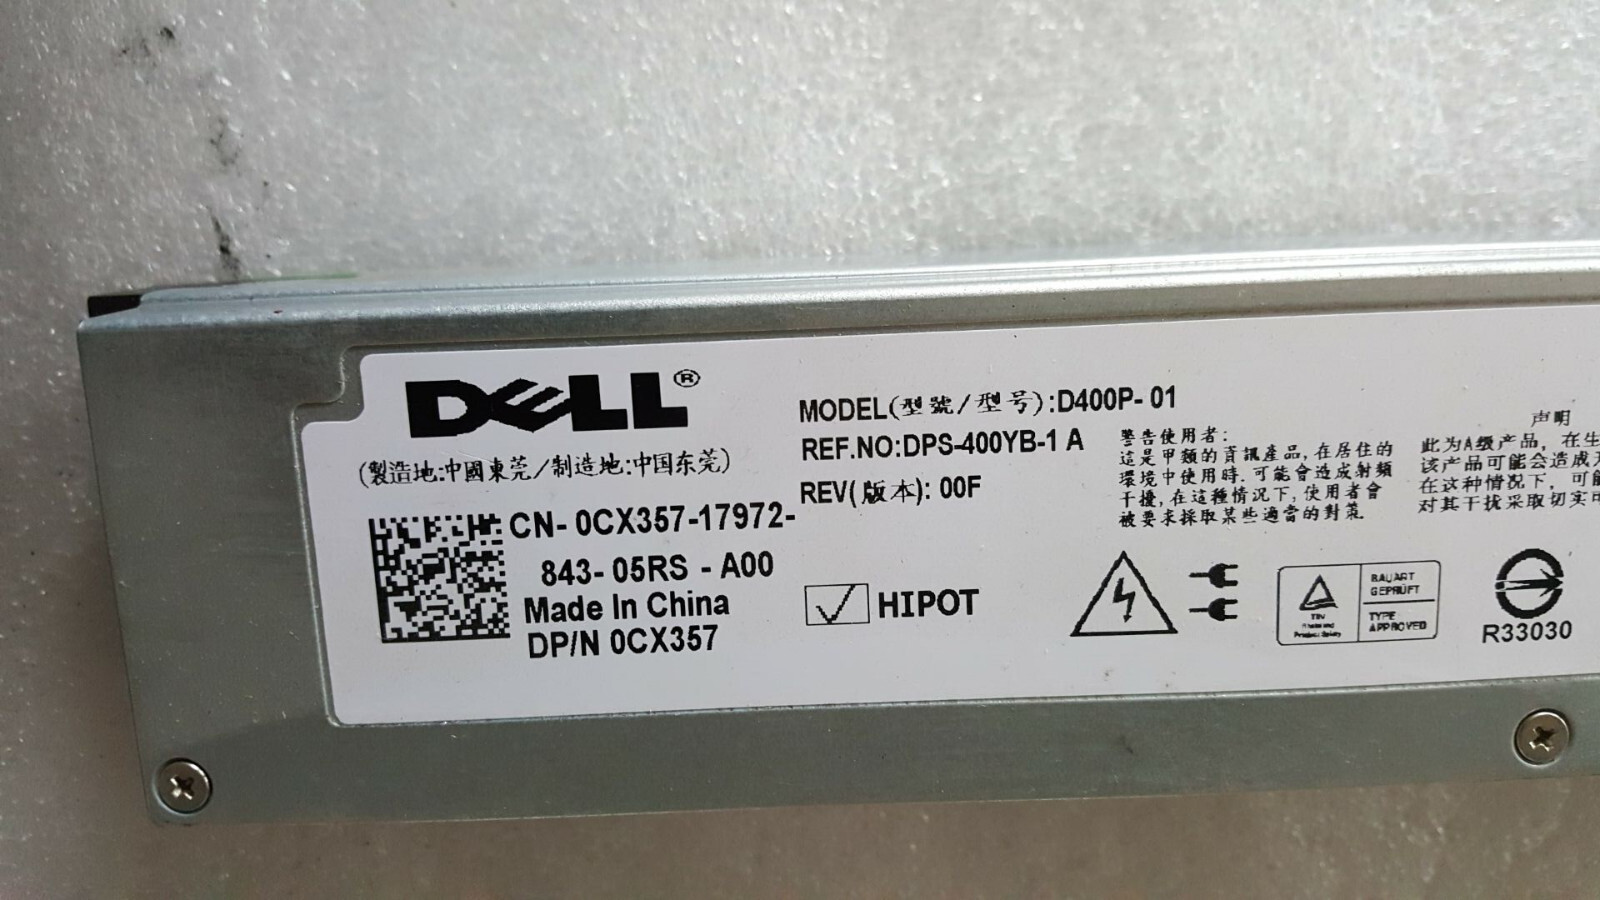 DELL®
(製造地:中國東莞/制造地:中国东莞)
CN- 0CX357-17972-
843- 05RS - A00
Made In China
DP/N 0CX357
MODEL(型號/型号):D400P- 01
REF.NO:DPS-400YB-1 A
REV(版本): 00F
HIPOT
警告使用者:
這是甲類的資訊產品,在居住的
環境中使用時.可能會造成射頻
干擾,在這種情況下,使用者會
被要求採取某些適當的對策.
声明
此为A级产品,在生
该产品可能会造成无
在这种情况下,可能
对其干扰采取切实可
TÜV
Product Safety
BAUART
GEPRÜFT
TYPE
APPROVED
R33030